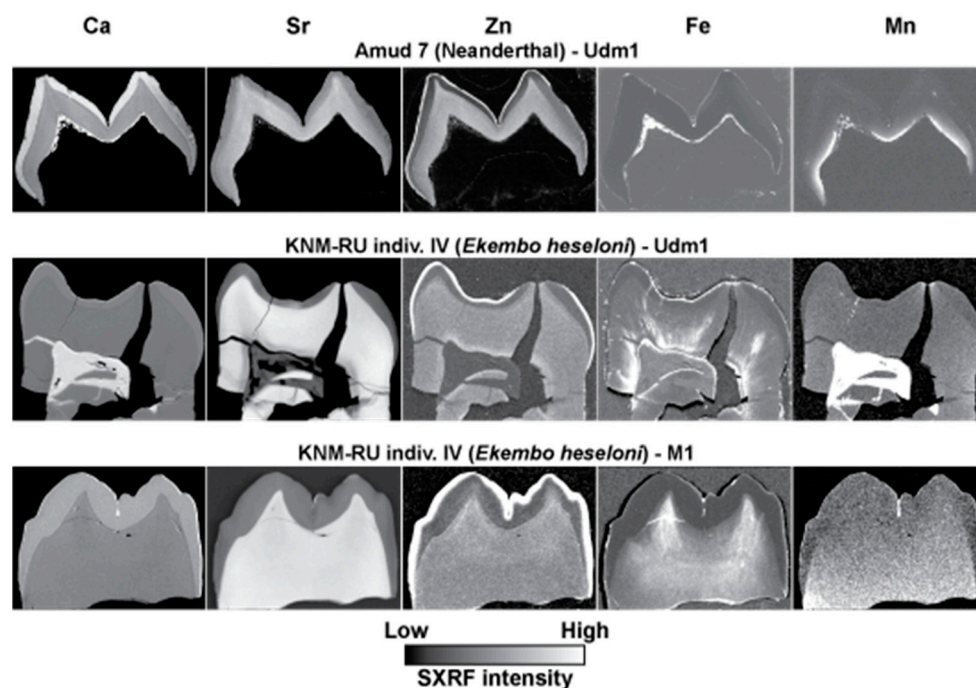 Ca Sr Zn Fe Mn
Amud 7 (Neanderthal) - Udm1
KNM-RU indiv. IV (Ekembo heseloni) - Udm1
KNM-RU indiv. IV (Ekembo heseloni) - M1
Low High
SXRF intensity